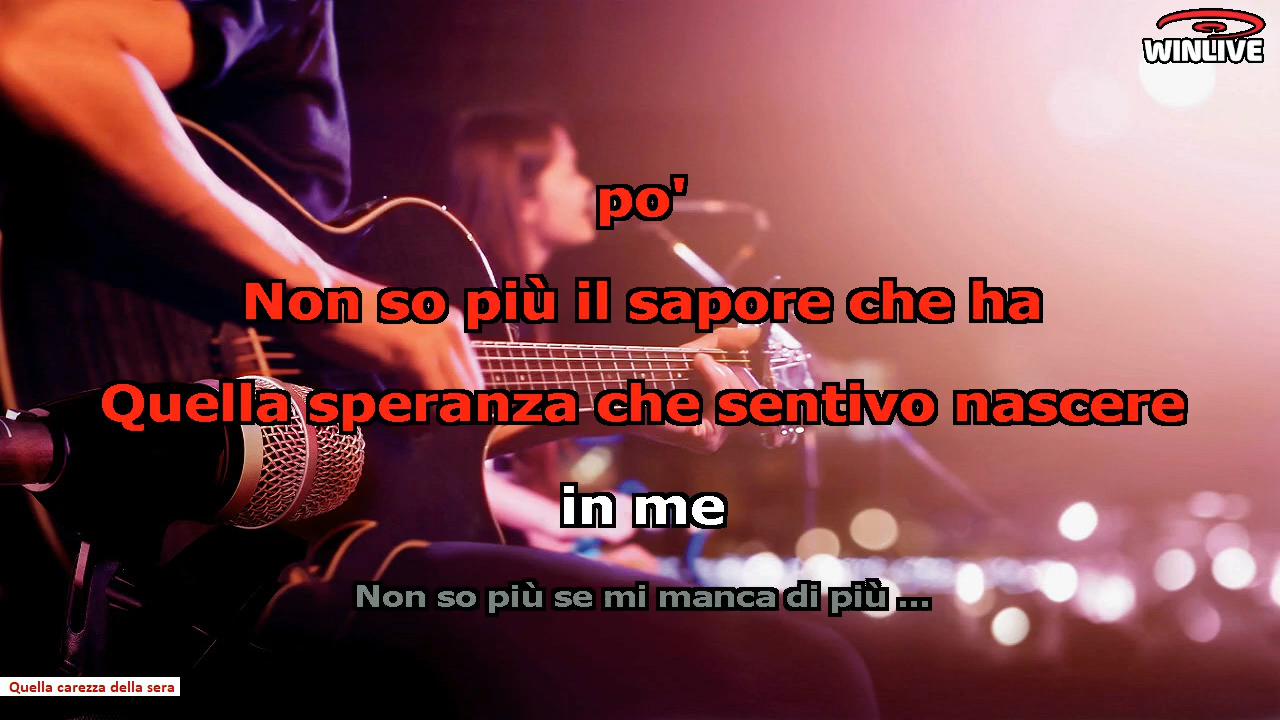 WINLIVE
po'
Non so più il sapore che ha
Quella speranza che sentivo nascere
in me
Non so più se mi manca di più ...
Quella carezza della sera